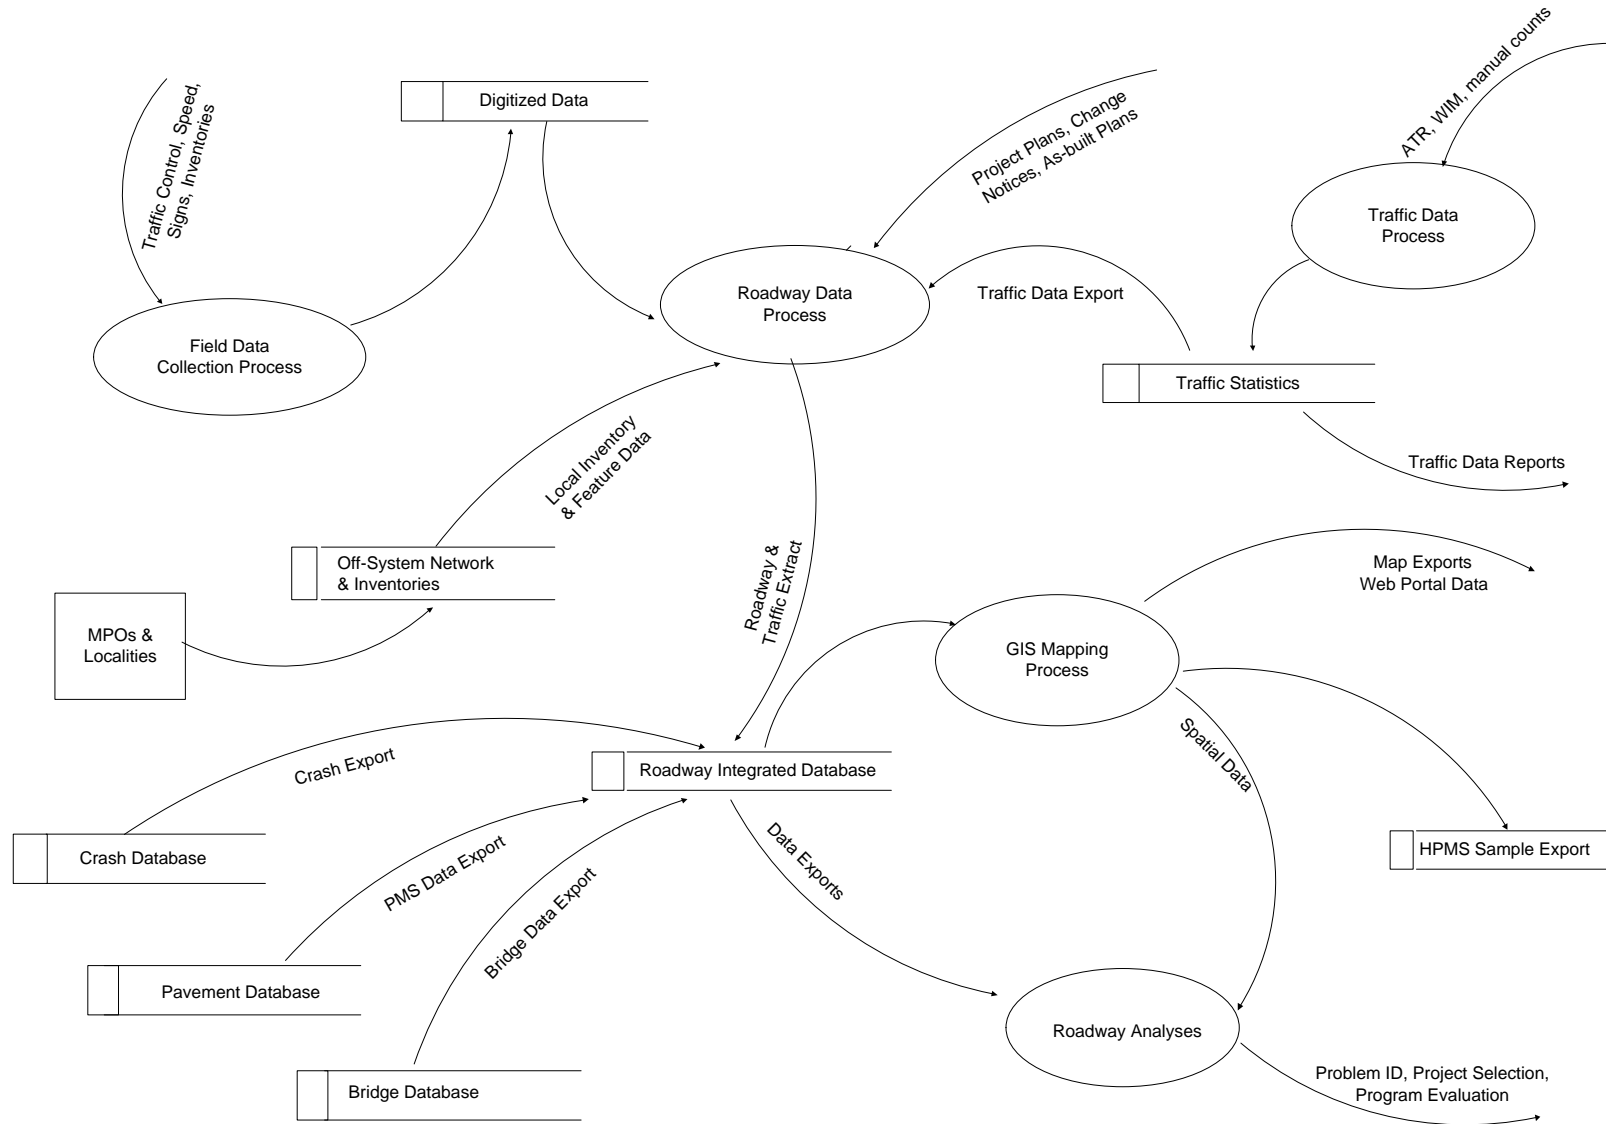 ATR, WIM, manual counts
Traffic Control, Speed,
Signs, Inventories
Digitized Data
Project Plans, Change
Notices, As-built Plans
Traffic Data
Process
Roadway Data
Process
Traffic Data Export
Field Data
Collection Process
Traffic Statistics
Local Inventory
& Feature Data
Traffic Data Reports
Off-System Network
& Inventories
Roadway &
Traffic Extract
Map Exports
Web Portal Data
MPOs &
Localities
GIS Mapping
Process
Spatial Data
Crash Export
Roadway Integrated Database
Crash Database
PMS Data Export
Data Exports
HPMS Sample Export
Bridge Data Export
Pavement Database
Roadway Analyses
Bridge Database
Problem ID, Project Selection,
Program Evaluation